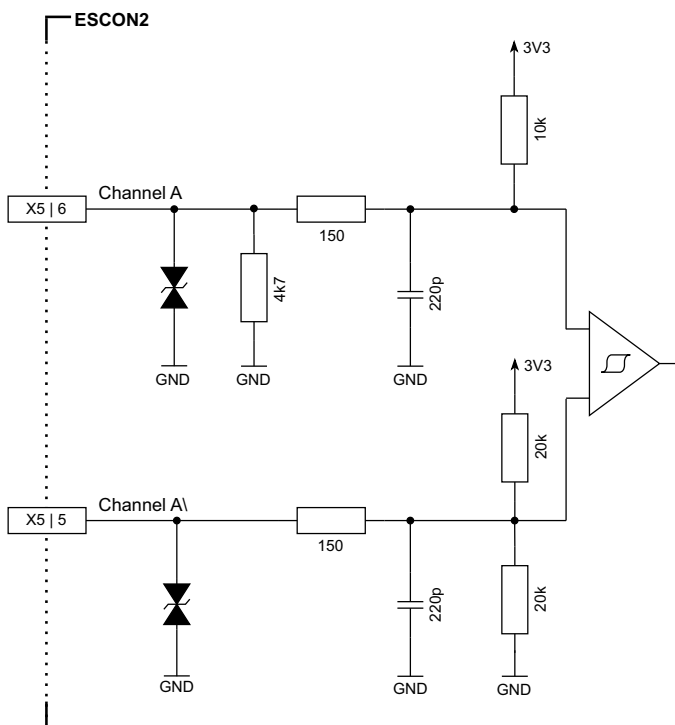 ESCON2
3V3
10k
X5 | 6
Channel A
150
4k7
220p
GND
GND
GND
3V3
20k
X5 | 5
Channel A\
150
220p
20k
GND
GND
GND